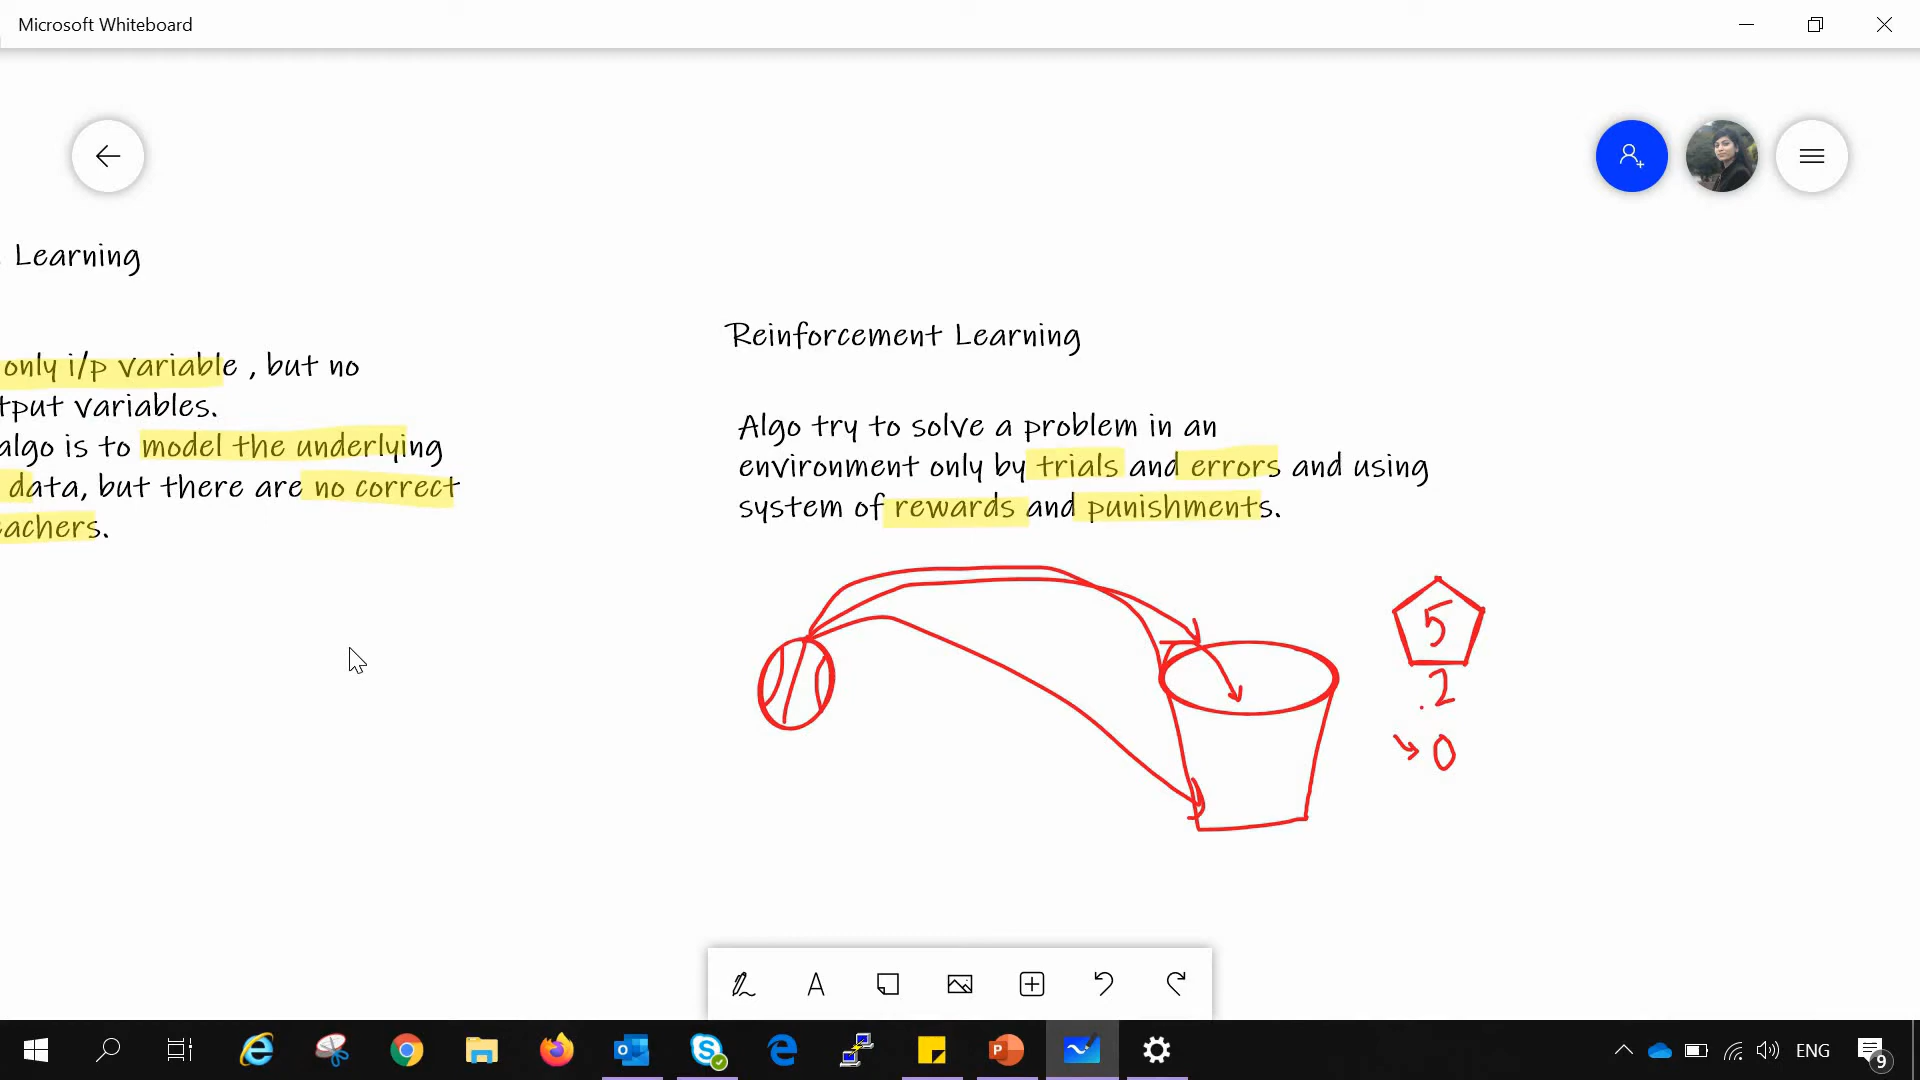 Microsoft Whiteboard
Learning
only i/p variable , but no
tput variables.
algo is to model the underlying
data, but there are no correct
eachers.
Reinforcement Learning
Algo try to solve a problem in an
environment only by trials and errors and using
system of rewards and punishments.
5
.2
0
ENG
9